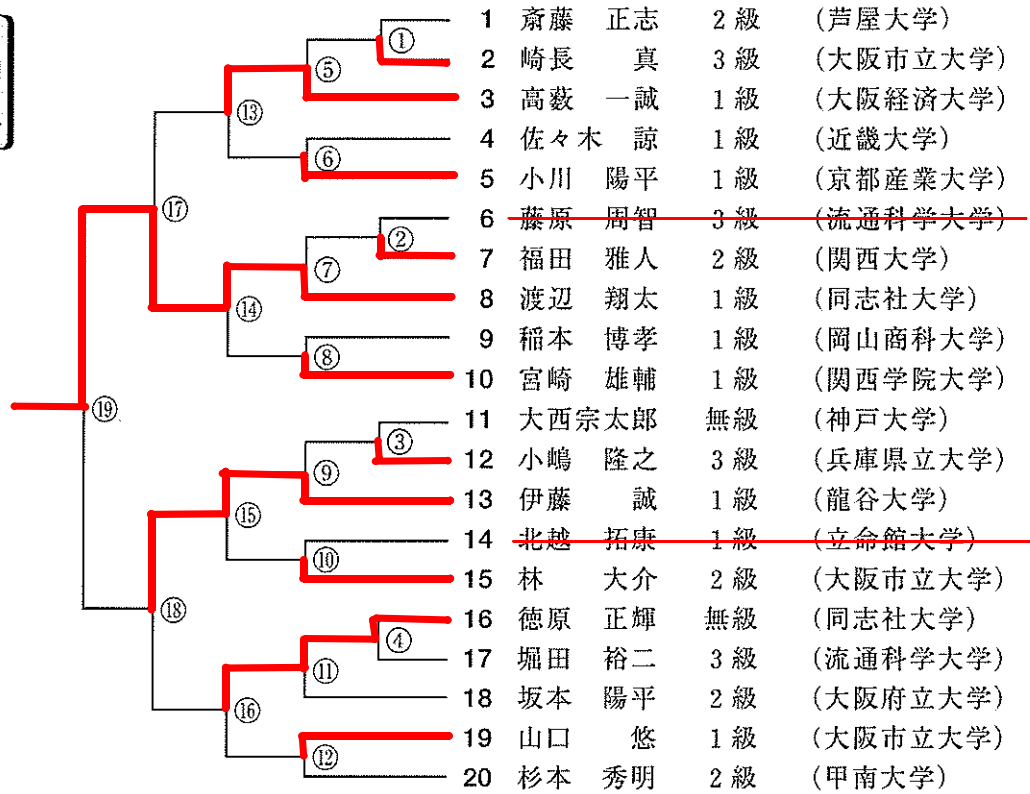 1 斎藤 正志 2級 (芦屋大学)
① 
2 崎長 真 3級 (大阪市立大学)
⑤
3 高薮 一誠 1級 (大阪経済大学)
⑬
4 佐々木 諒 1級 (近畿大学)
⑥
5 小川 陽平 1級 (京都産業大学)
⑰
6 藤原 周智 3級 (流通科学大学)
②
7 福田 雅人 2級 (関西大学)
⑦
8 渡辺 翔太 1級 (同志社大学)
⑭
9 稲本 博孝 1級 (岡山商科大学)
⑧
10 宮崎 雄輔 1級 (関西学院大学)
⑲
11 大西宗太郎 無級 (神戸大学)
③
12 小嶋 隆之 3級 (兵庫県立大学)
⑨
13 伊藤 誠 1級 (龍谷大学)
⑮
14 北越 拓康 1級 (立命館大学)
⑩
15 林 大介 2級 (大阪市立大学)
⑱
16 徳原 正輝 無級 (同志社大学)
④
17 堀田 裕二 3級 (流通科学大学)
⑪
18 坂本 陽平 2級 (大阪府立大学)
⑯
19 山口 悠 1級 (大阪市立大学)
⑫
20 杉本 秀明 2級 (甲南大学)